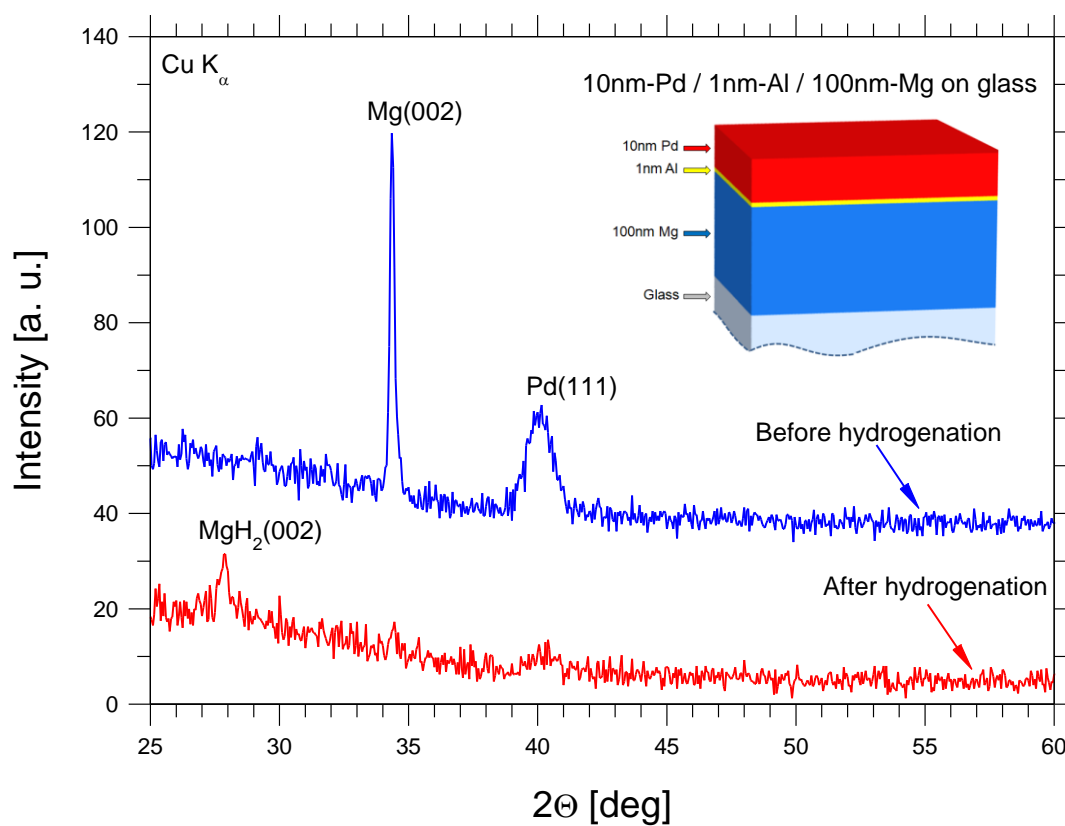 Cu Kα
10nm-Pd / 1nm-Al / 100nm-Mg on glass
Mg(002)
10nm Pd
1nm Al
100nm Mg
Glass
Pd(111)
Before hydrogenation
MgH2(002)
After hydrogenation
Intensity [a. u.]
140
120
100
80
60
40
20
0
25 30 35 40 45 50 55 60
2Θ [deg]